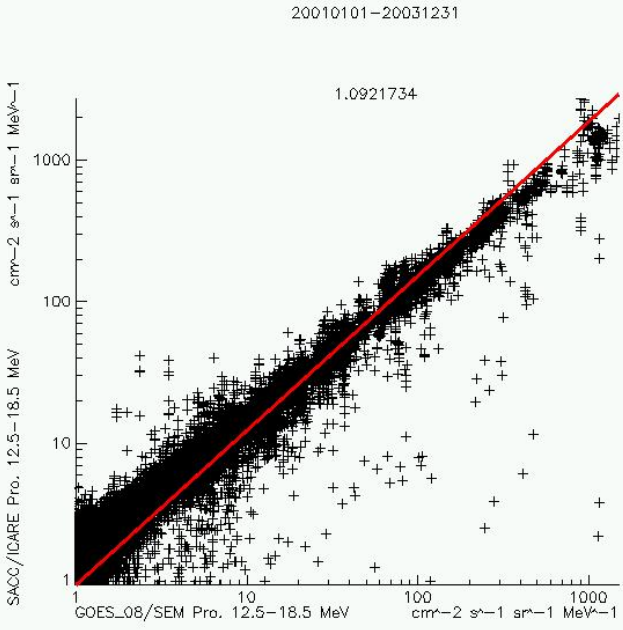 20010101-20031231
1.0921734
cm-2 s^-1 sr^-1 MeV^-1
SACC/ICARE Pro. 12.5-18.5 MeV
1000
100
10
1
1 10 100 1000
GOES_08/SEM Pro. 12.5-18.5 MeV cm^-2 s^-1 sr^-1 MeV^-1